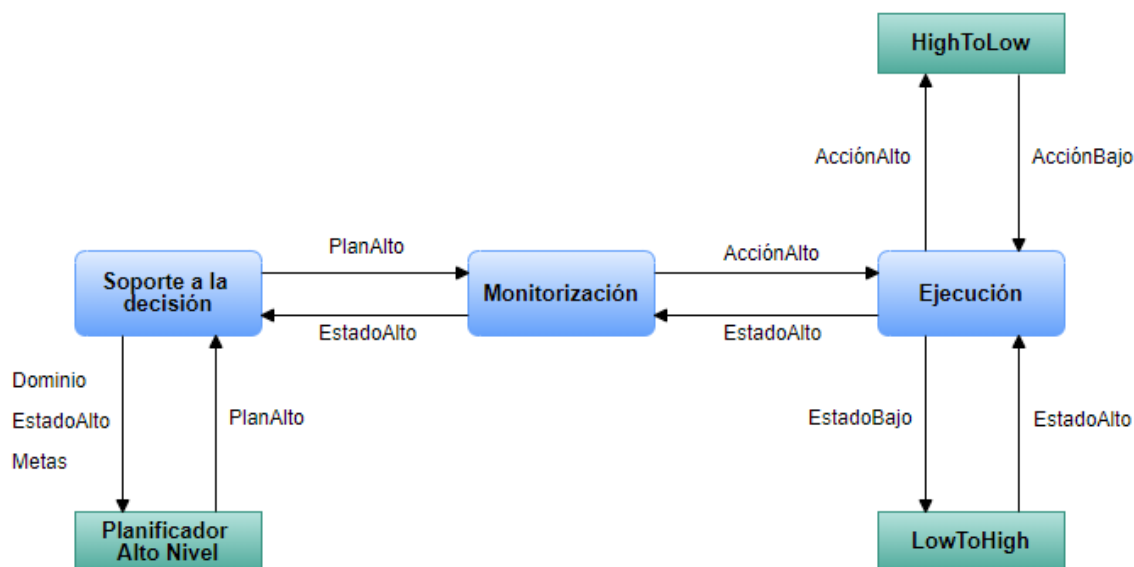 HighToLow
AcciónAlto
AcciónBajo
PlanAlto
AcciónAlto
Soporte a la
decisión
Monitorización
Ejecución
EstadoAlto
EstadoAlto
Dominio
EstadoAlto
Metas
PlanAlto
EstadoBajo
EstadoAlto
Planificador
Alto Nivel
LowToHigh